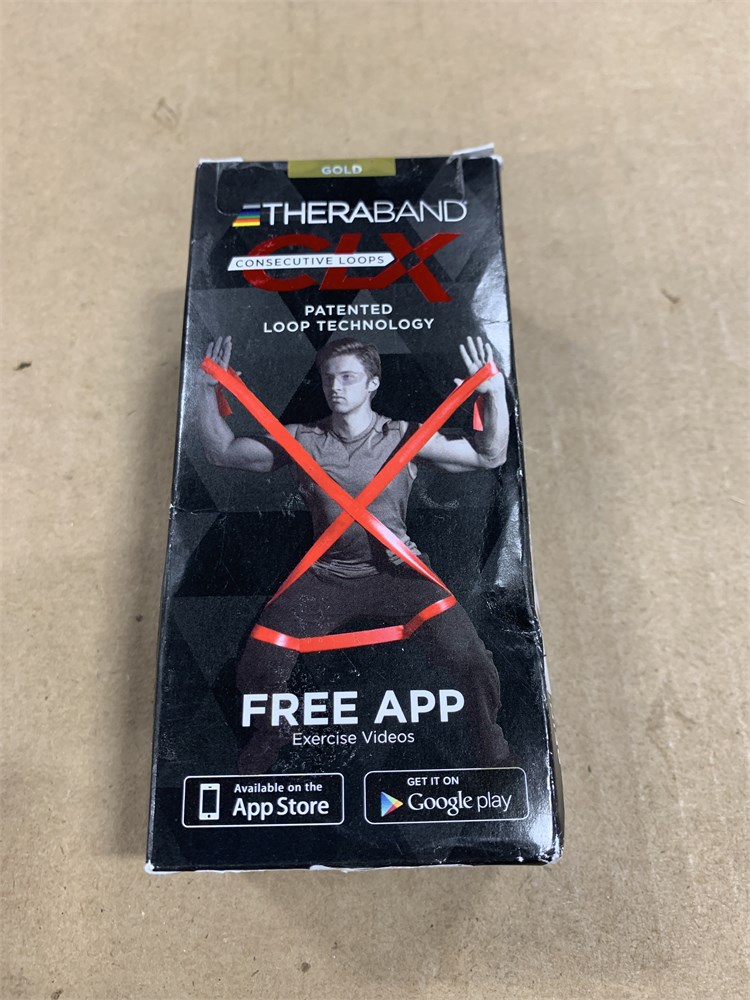 GOLD
THERABAND
CLX
CONSECUTIVE LOOPS
PATENTED
LOOP TECHNOLOGY
FREE APP
Exercise Videos
Available on the
App Store
GET IT ON
Google play